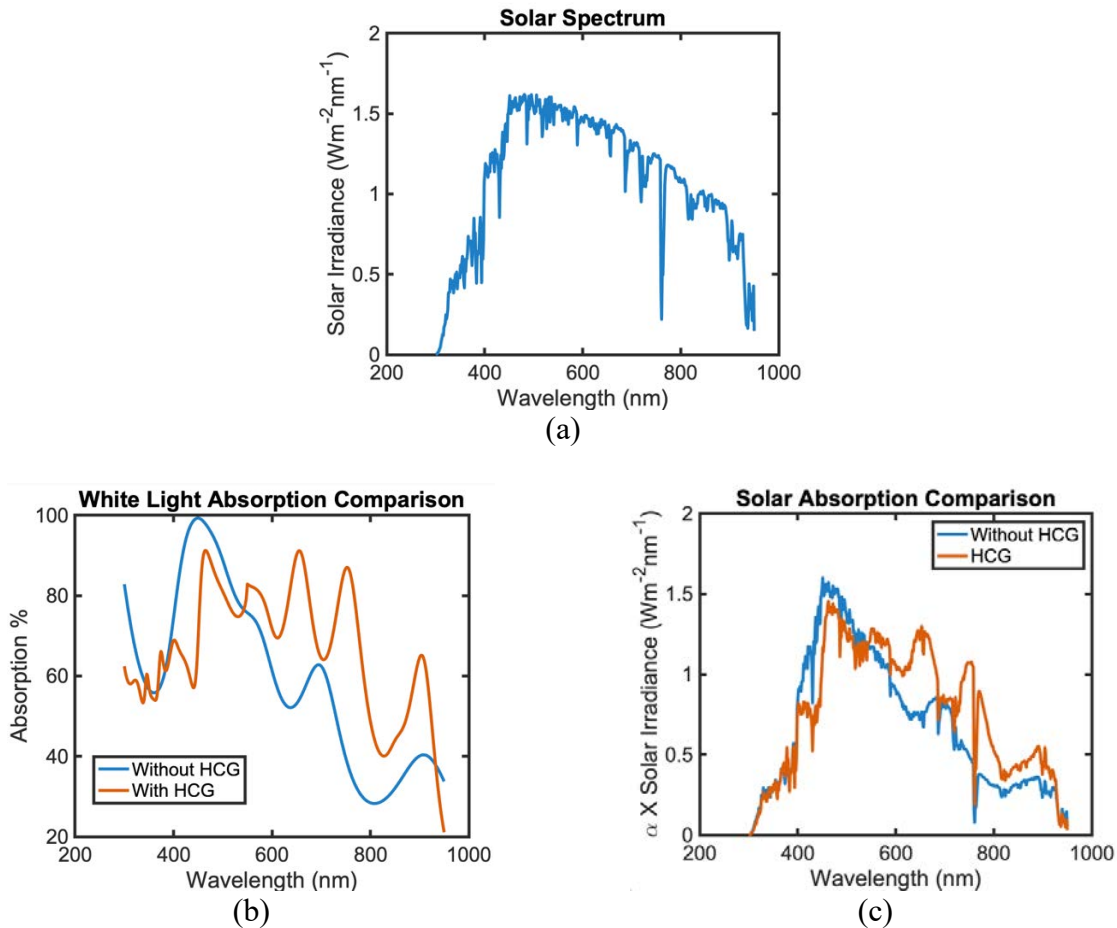 Solar Spectrum
2
1.5
1
0.5
0
Solar Irradiance (Wm⁻²nm⁻¹)
200 400 600 800 1000
Wavelength (nm)
(a)
White Light Absorption Comparison
100
80
60
40
20
Absorption %
Without HCG
With HCG
200 400 600 800 1000
Wavelength (nm)
(b)
Solar Absorption Comparison
2
1.5
1
0.5
0
α X Solar Irradiance (Wm⁻²nm⁻¹)
Without HCG
HCG
200 400 600 800 1000
Wavelength (nm)
(c)